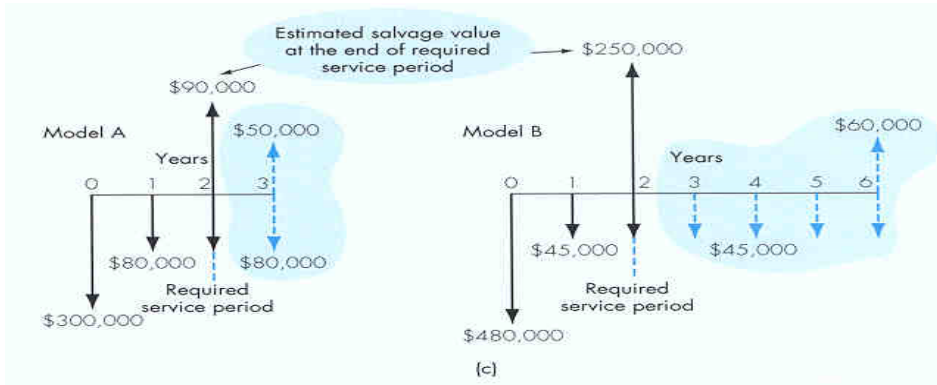 Estimated salvage value
at the end of required
service period
$250,000
$90,000
Model A
$50,000
Model B
$60,000
Years
Years
0 1 2 3
0 1 2 3 4 5 6
$80,000
$80,000
$45,000
$45,000
Required
service period
Required
service period
$300,000
$480,000
(c)